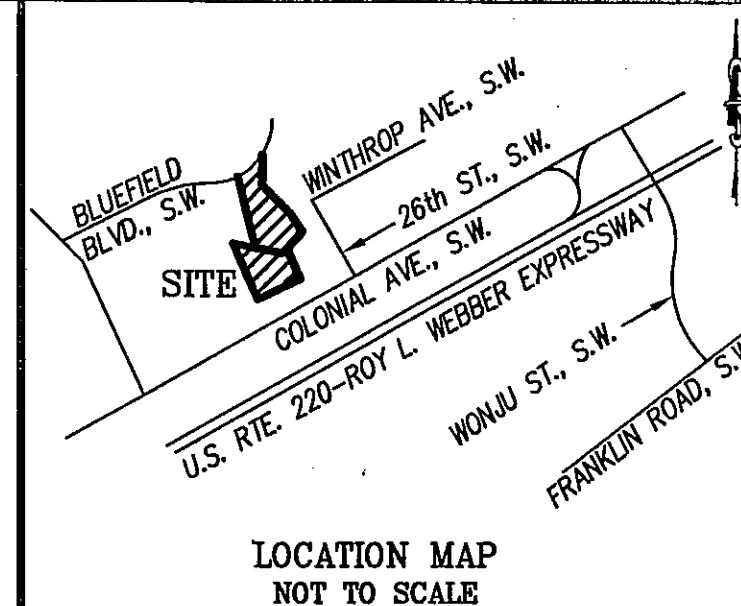 WINTHROP AVE., S.W.
BLUEFIELD
BLVD., S.W.
26th ST., S.W.
SITE
COLONIAL AVE., S.W.
U.S. RTE. 220-ROY L. WEBBER EXPRESSWAY
WONJU ST., S.W.
FRANKLIN ROAD, S.W
LOCATION MAP
NOT TO SCALE